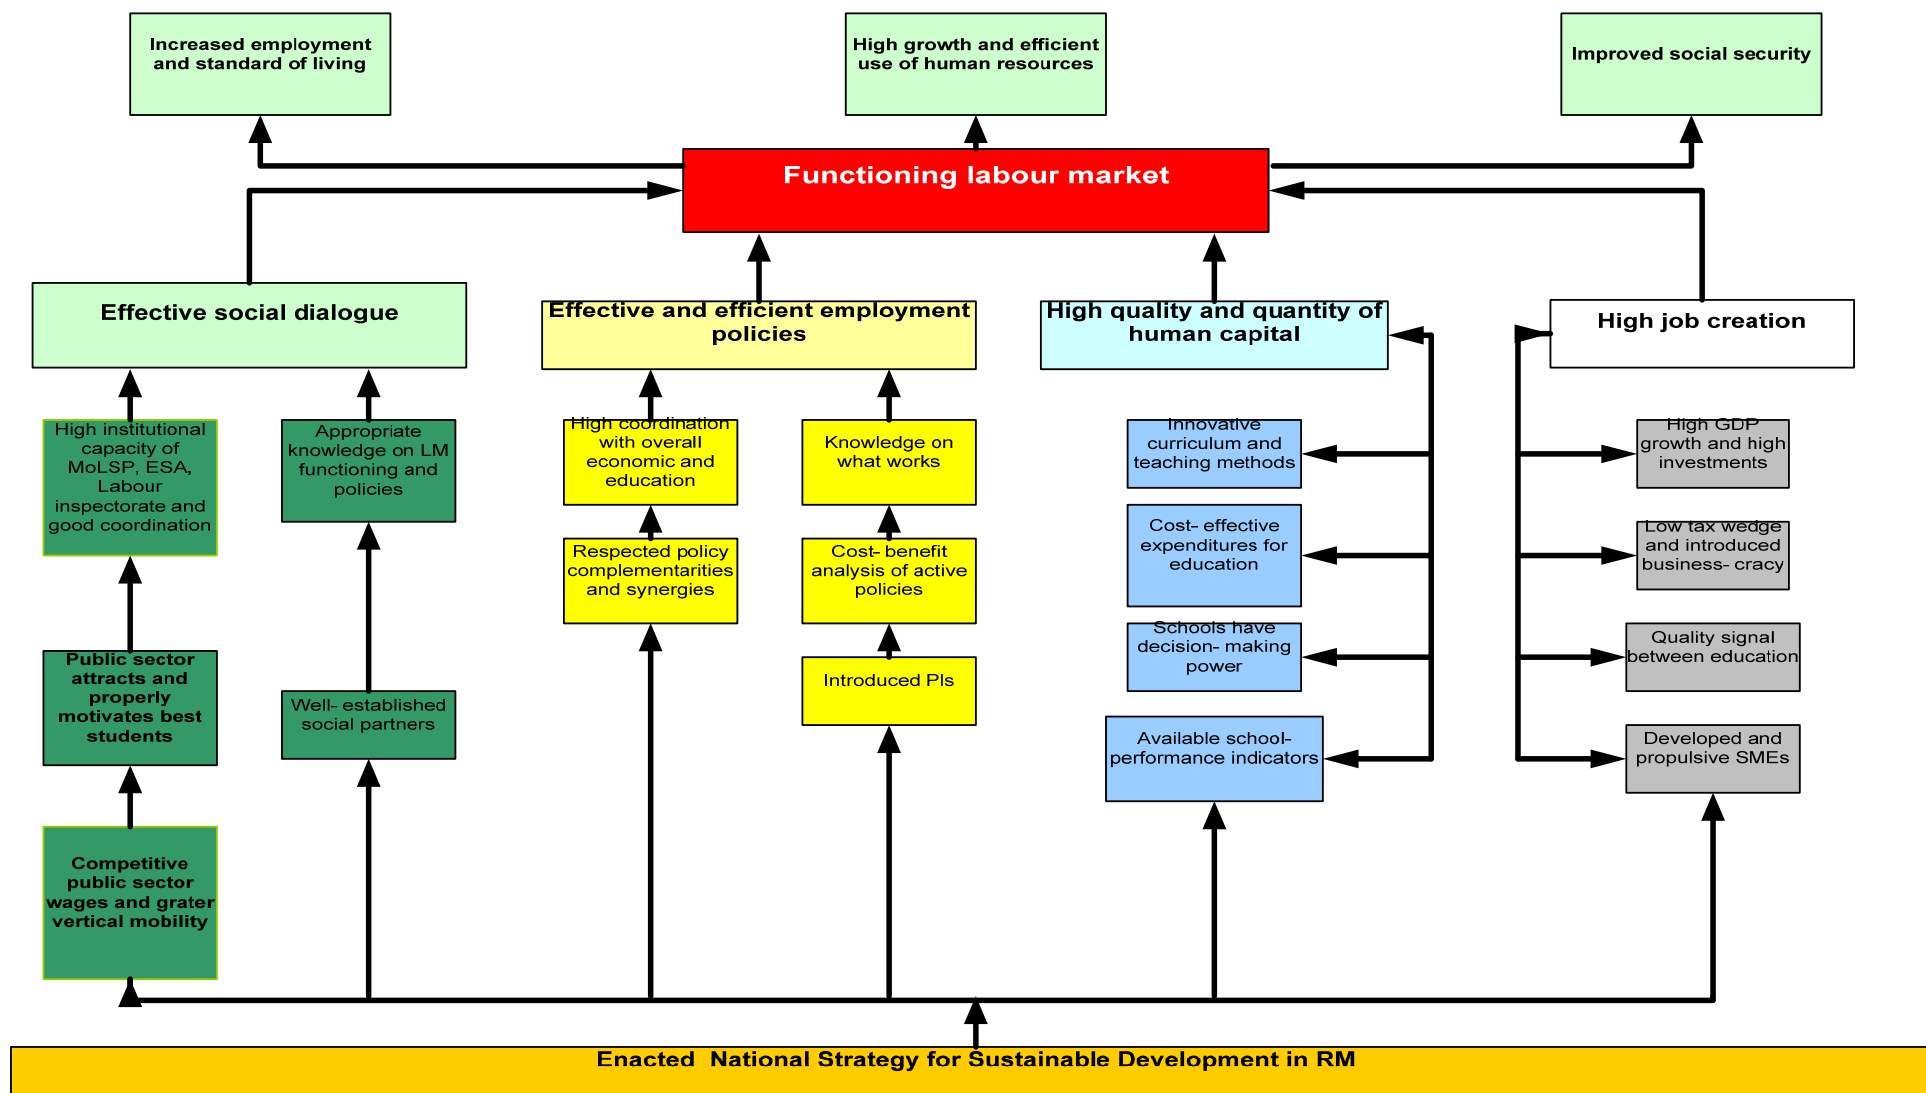 Increased employment
and standard of living
High growth and efficient
use of human resources
Improved social security
Functioning labour market
Effective social dialogue
Effective and efficient employment
policies
High quality and quantity of
human capital
High job creation
High institutional
capacity of
MoLSP, ESA,
Labour
inspectorate and
good coordination
Appropriate
knowledge on LM
functioning and
policies
High coordination
with overall
economic and
education
Knowledge on
what works
Innovative
curriculum and
teaching methods
High GDP
growth and high
investments
Respected policy
complementarities
and synergies
Cost- benefit
analysis of active
policies
Cost- effective
expenditures for
education
Low tax wedge
and introduced
business- cracy
Public sector
attracts and
properly
motivates best
students
Well- established
social partners
Introduced PIs
Schools have
decision- making
power
Quality signal
between education
Available school-
performance indicators
Developed and
propulsive SMEs
Competitive
public sector
wages and grater
vertical mobility
Enacted  National Strategy for Sustainable Development in RM